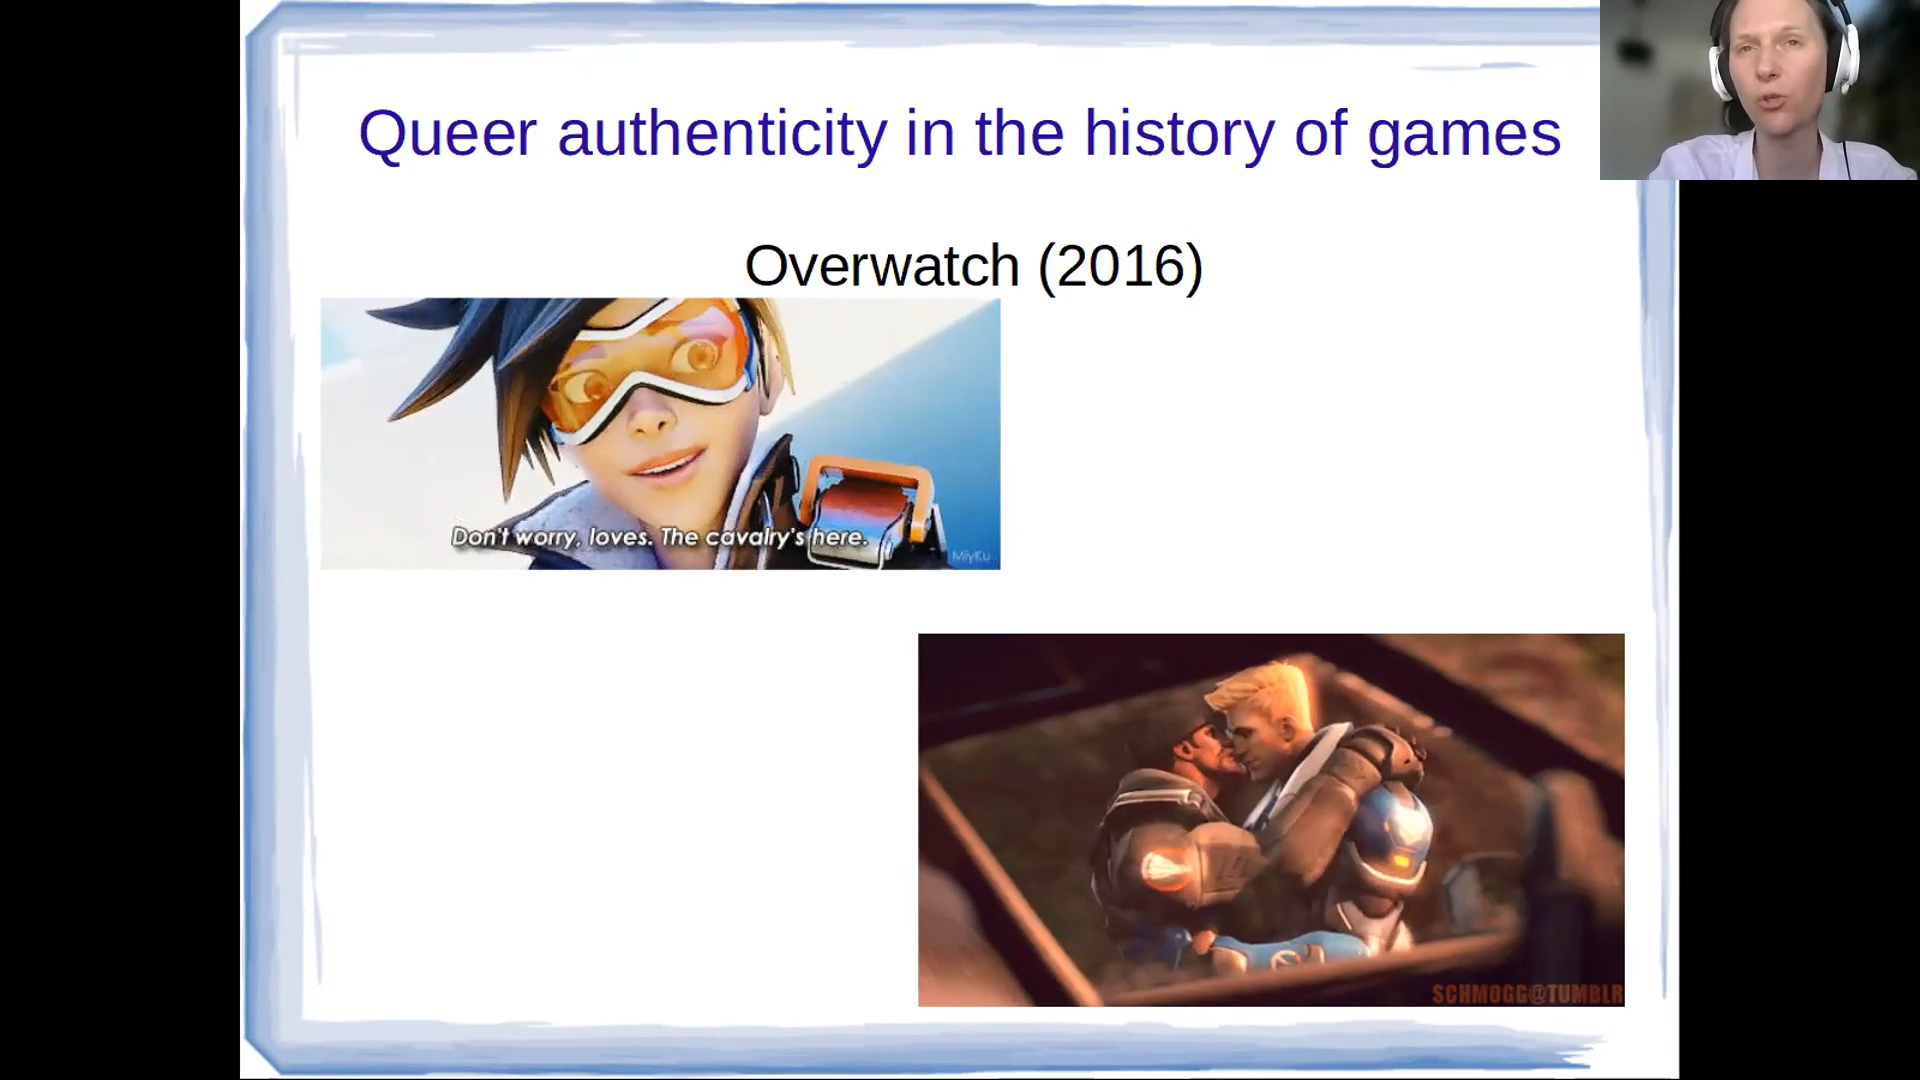 Queer authenticity in the history of games
Overwatch (2016)
Don't worry, loves. The cavalry's here.
MiyKu
SCHMOGG@TUMBLR